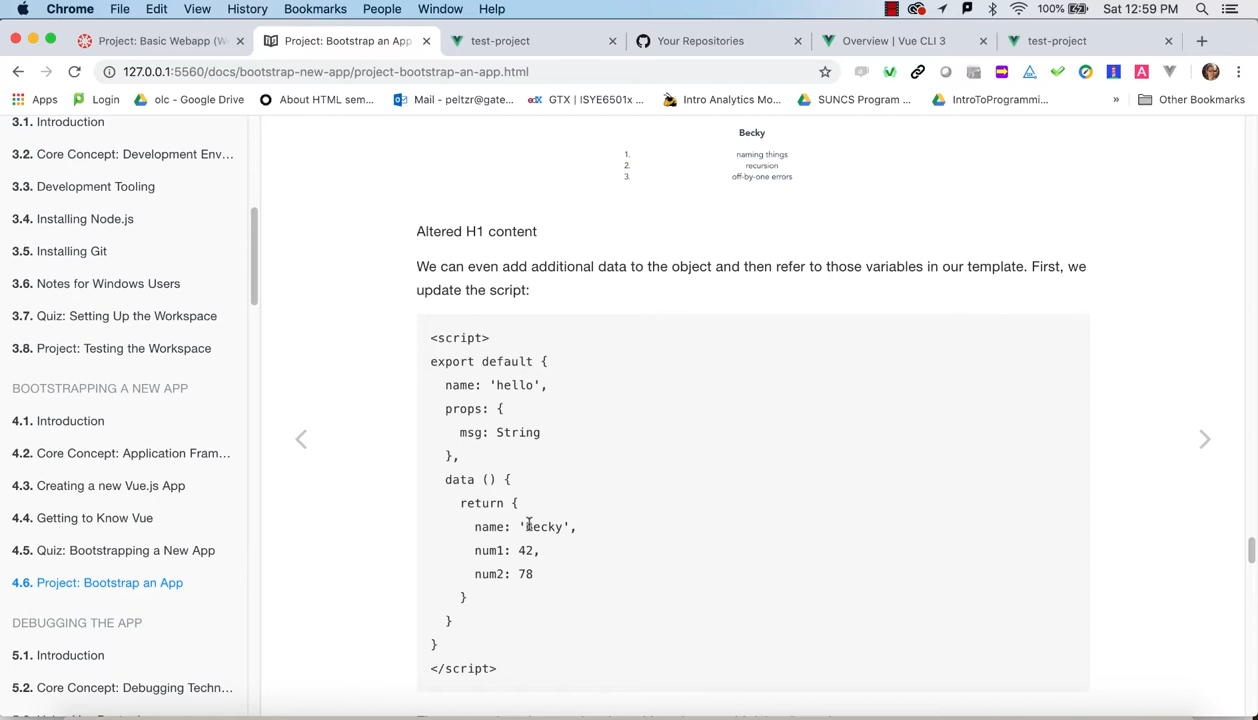 Chrome File Edit View History Bookmarks People Window Help 100% Sat 12:59 PM
Project: Basic Webapp (W
Project: Bootstrap an App
test-project
Your Repositories
Overview | Vue CLI 3
test-project
127.0.0.1:5560/docs/bootstrap-new-app/project-bootstrap-an-app.html
Apps Login olc - Google Drive About HTML sem... Mail - peltzr@gate... GTX | ISYE6501x ... Intro Analytics Mo... SUNCS Program ... IntroToProgrammi... » Other Bookmarks
3.1. Introduction
3.2. Core Concept: Development Env...
3.3. Development Tooling
3.4. Installing Node.js
3.5. Installing Git
3.6. Notes for Windows Users
3.7. Quiz: Setting Up the Workspace
3.8. Project: Testing the Workspace
BOOTSTRAPPING A NEW APP
4.1. Introduction
4.2. Core Concept: Application Fram...
4.3. Creating a new Vue.js App
4.4. Getting to Know Vue
4.5. Quiz: Bootstrapping a New App
4.6. Project: Bootstrap an App
DEBUGGING THE APP
5.1. Introduction
5.2. Core Concept: Debugging Techn...
Becky
1. naming things
2. recursion
3. off-by-one errors
Altered H1 content
We can even add additional data to the object and then refer to those variables in our template. First, we
update the script:
<script>
export default {
name: 'hello',
props: {
msg: String
},
data () {
return {
name: 'Becky',
num1: 42,
num2: 78
}
}
}
</script>